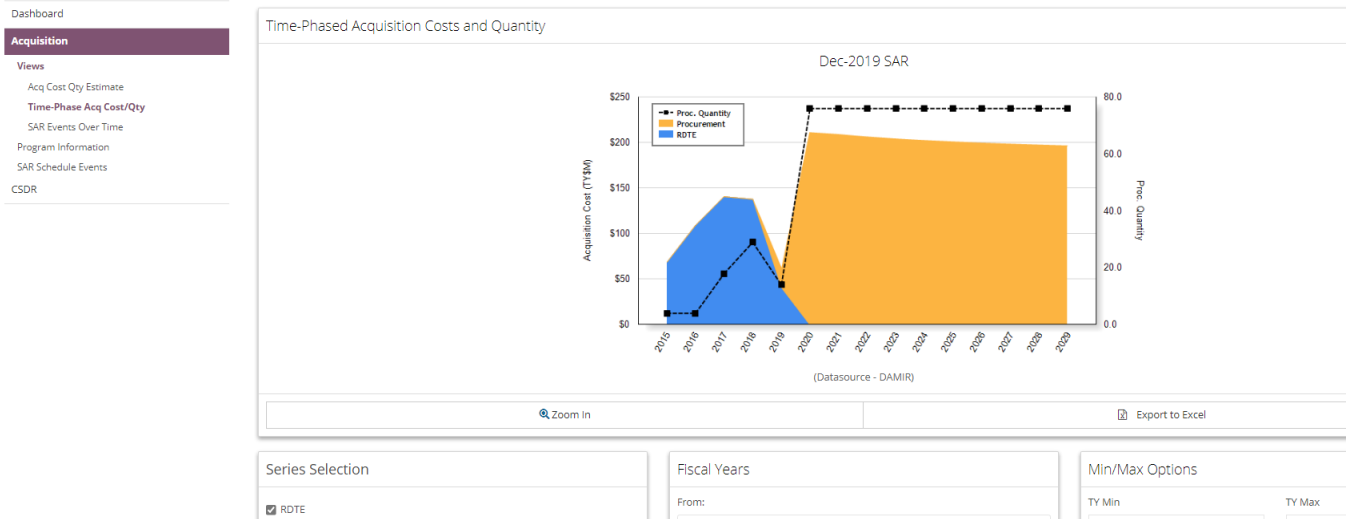 Dashboard
Acquisition
Views
Acq Cost Qty Estimate
Time-Phase Acq Cost/Qty
SAR Events Over Time
Program Information
SAR Schedule Events
CSDR
Time-Phased Acquisition Costs and Quantity
Dec-2019 SAR
Acquisition Cost (TY$M)
$250
$200
$150
$100
$50
$0
Proc. Quantity
Procurement
RDTE
80.0
60.0
40.0
20.0
0.0
Proc. Quantity
2015 2016 2017 2018 2019 2020 2021 2022 2023 2024 2025 2026 2027 2028 2029
(Datasource - DAMIR)
Zoom In
Export to Excel
Series Selection
RDTE
Fiscal Years
From:
Min/Max Options
TY Min TY Max